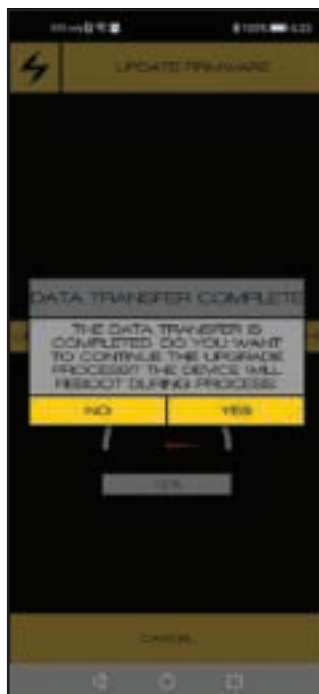 UPDATE FIRMWARE
DATA TRANSFER COMPLETE
THE DATA TRANSFER IS
COMPLETED. DO YOU WANT
TO CONTINUE THE UPGRADE
PROCESS? THE DEVICE WILL
REBOOT DURING PROCESS
NO
YES
CANCEL